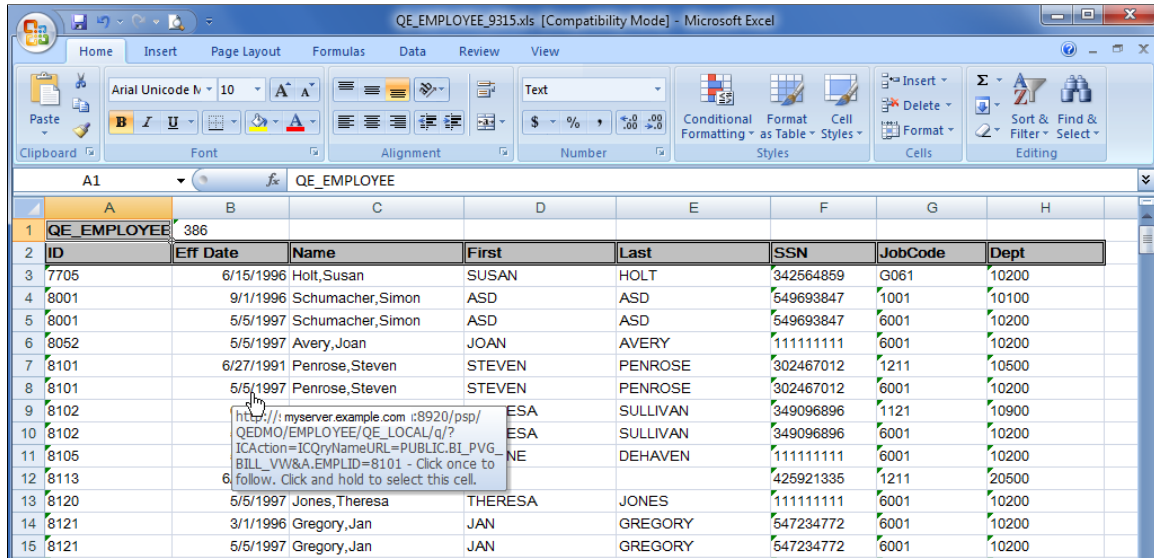 QE_EMPLOYEE_9315.xls [Compatibility Mode] - Microsoft Excel
Home Insert Page Layout Formulas Data Review View
Paste
Arial Unicode M 10 A A
B I U A
Text
$ % , .0 .00 .00 .0
Conditional Formatting
Format as Table
Cell Styles
Insert
Delete
Format
Σ
Sort & Filter
Find & Select
Clipboard Font Alignment Number Styles Cells Editing
A1 fx QE_EMPLOYEE
A B C D E F G H
1 QE_EMPLOYEE 386
2 ID Eff Date Name First Last SSN JobCode Dept
3 7705 6/15/1996 Holt,Susan SUSAN HOLT 342564859 G061 10200
4 8001 9/1/1996 Schumacher,Simon ASD ASD 549693847 1001 10100
5 8001 5/5/1997 Schumacher,Simon ASD ASD 549693847 6001 10200
6 8052 5/5/1997 Avery,Joan JOAN AVERY 111111111 6001 10200
7 8101 6/27/1991 Penrose,Steven STEVEN PENROSE 302467012 1211 10500
8 8101 5/5/1997 Penrose,Steven STEVEN PENROSE 302467012 6001 10200
9 8102 ESA SULLIVAN 349096896 1121 10900
10 8102 ESA SULLIVAN 349096896 6001 10200
11 8105 NE DEHAVEN 111111111 6001 10200
12 8113 6/ 425921335 1211 20500
13 8120 5/5/1997 Jones,Theresa THERESA JONES 111111111 6001 10200
14 8121 3/1/1996 Gregory,Jan JAN GREGORY 547234772 6001 10200
15 8121 5/5/1997 Gregory,Jan JAN GREGORY 547234772 6001 10200
http://myserver.example.com:8920/psp/
QEDMO/EMPLOYEE/QE_LOCAL/q/?
ICAction=ICQryNameURL=PUBLIC.BI_PVG_
BILL_VW&A.EMPLID=8101 - Click once to
follow. Click and hold to select this cell.